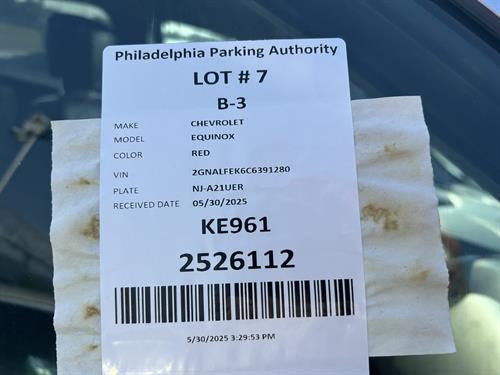 Philadelphia Parking Authority
LOT # 7
B-3
MAKE CHEVROLET
MODEL EQUINOX
COLOR RED
VIN 2GNALFEK6C6391280
PLATE NJ-A21UER
RECEIVED DATE 05/30/2025
KE961
2526112
5/30/2025 3:29:53 PM